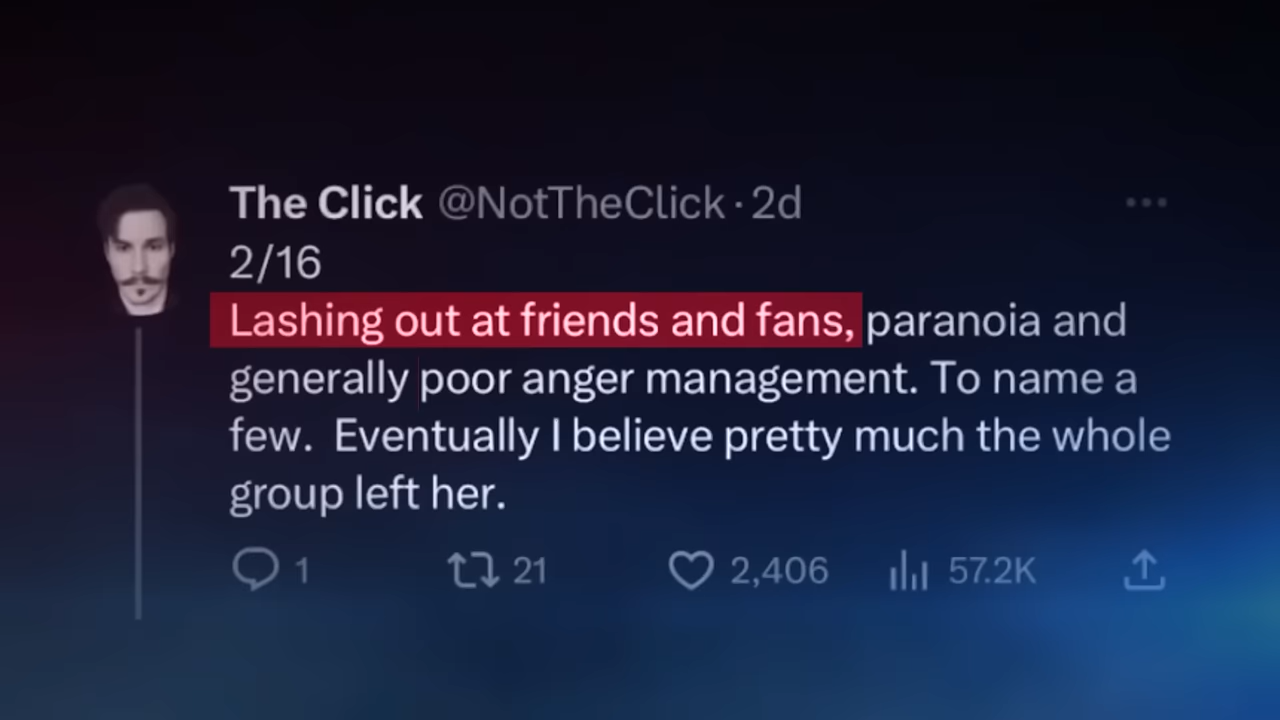 The Click @NotTheClick · 2d
2/16
Lashing out at friends and fans, paranoia and
generally poor anger management. To name a
few.  Eventually I believe pretty much the whole
group left her.
1 21 2,406 57.2K